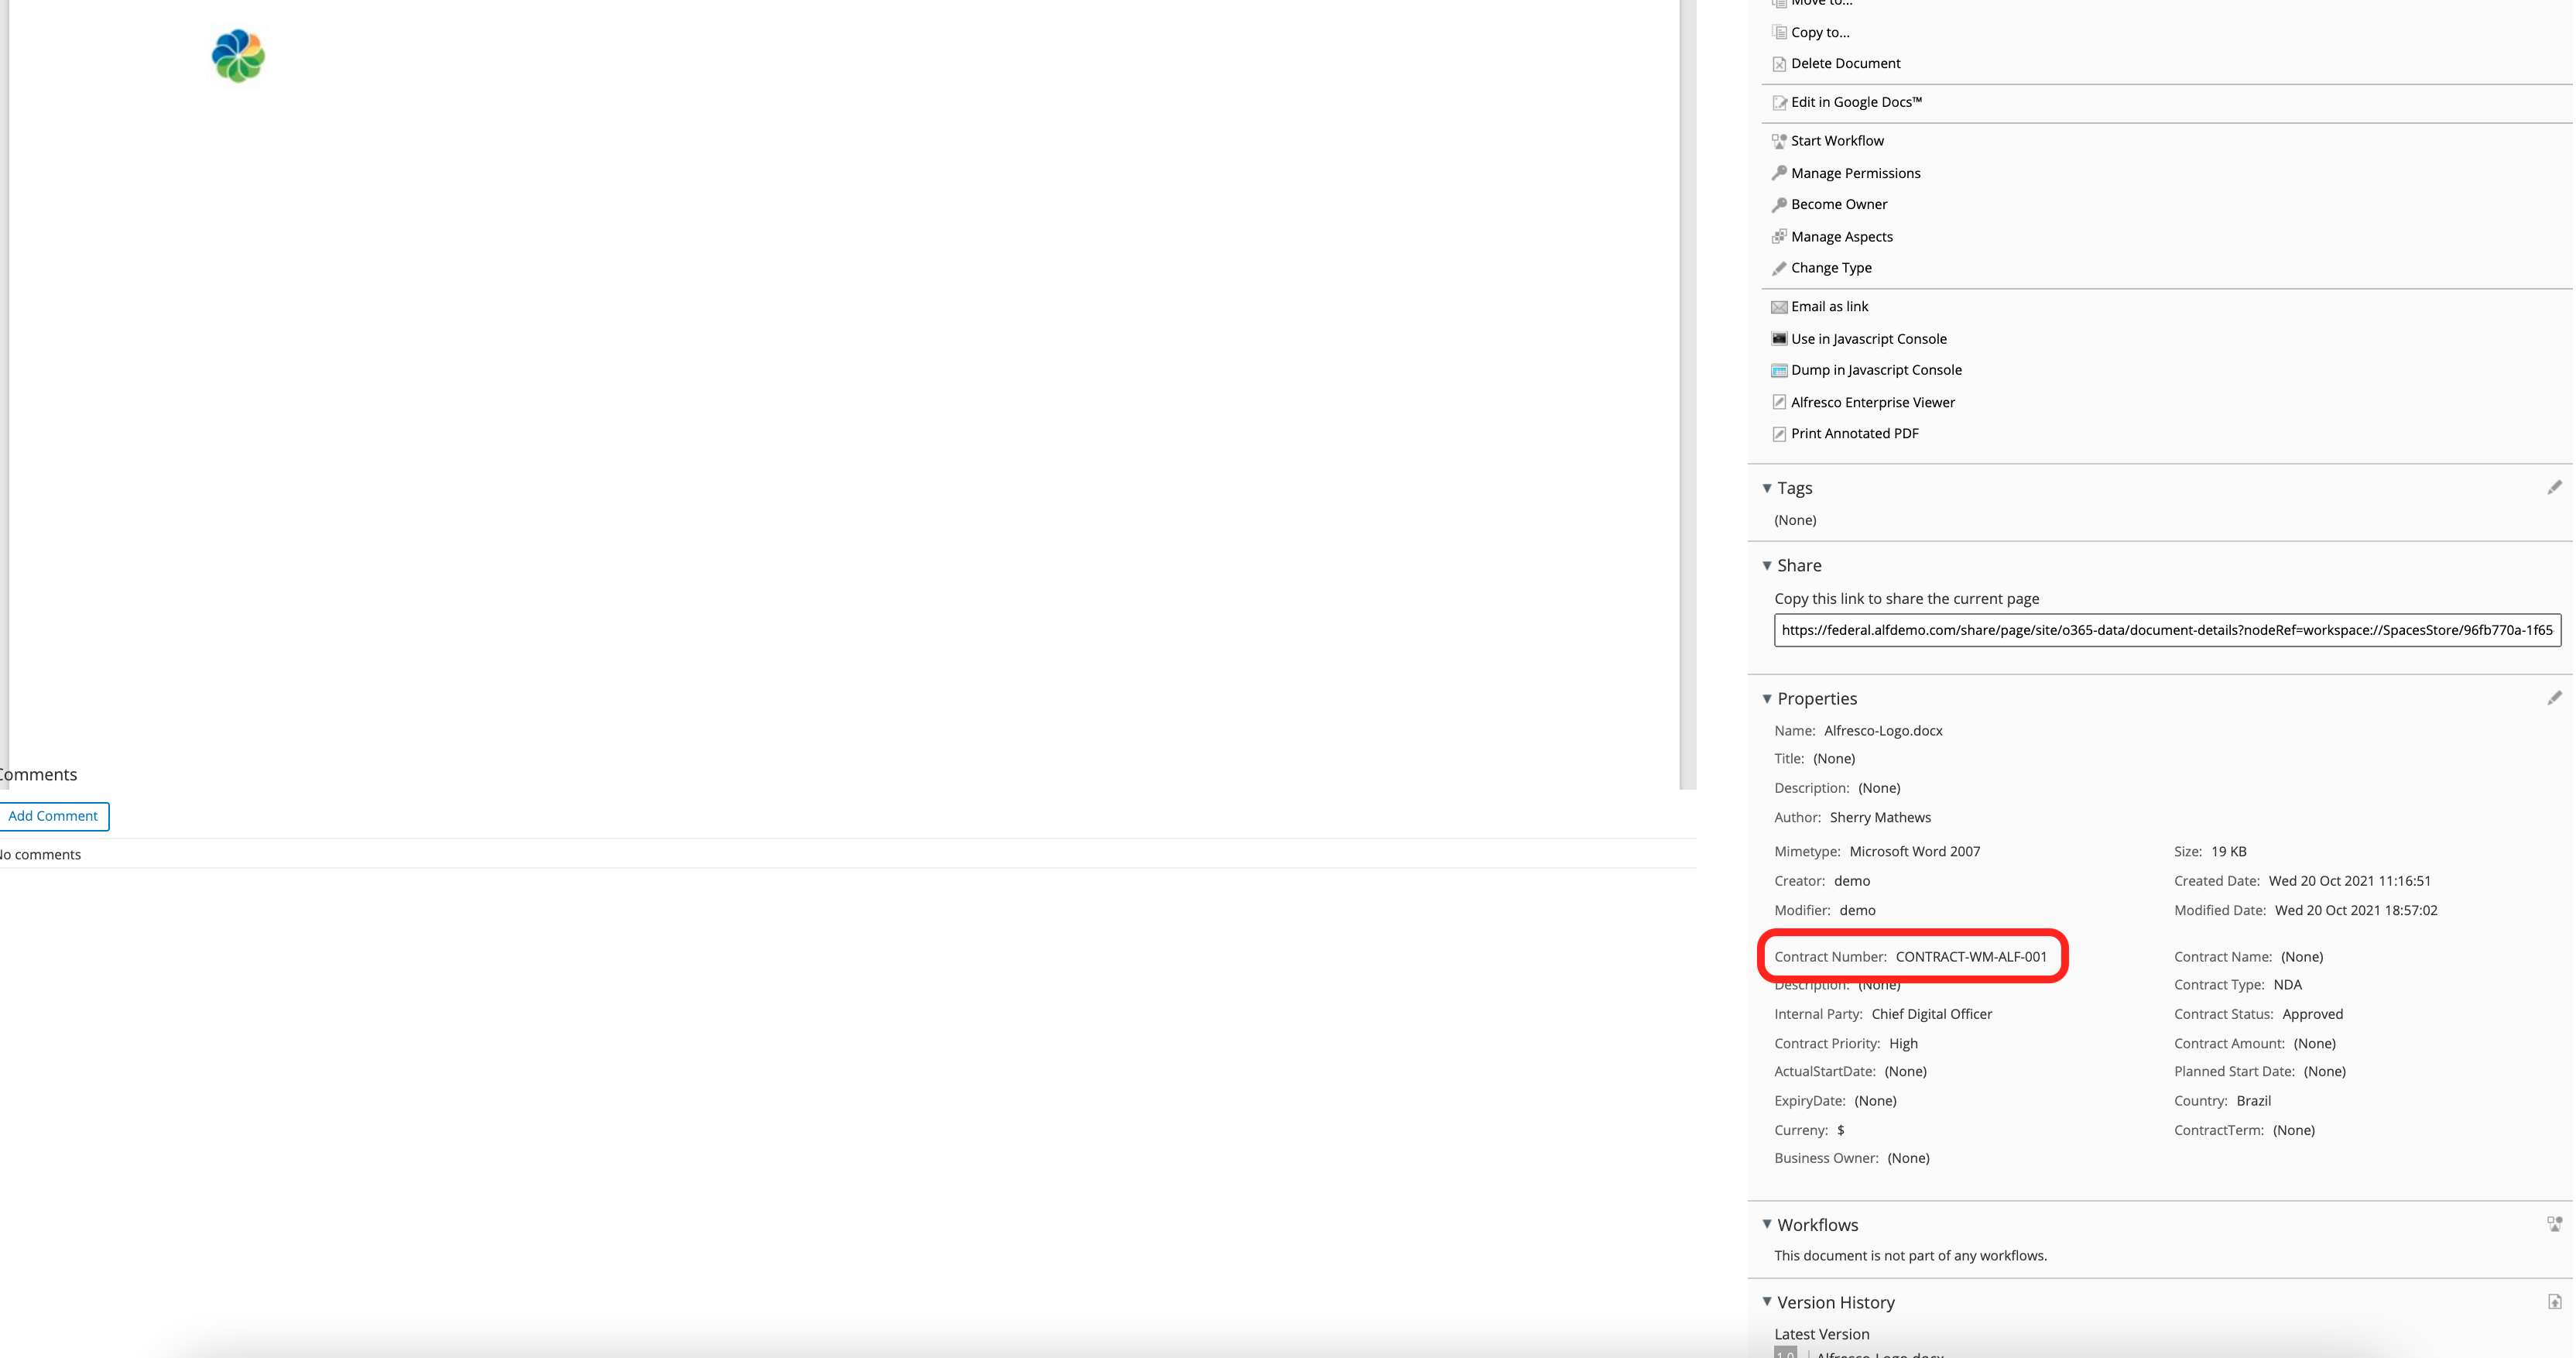 Move to...
Copy to...
Delete Document
Edit in Google Docs™
Start Workflow
Manage Permissions
Become Owner
Manage Aspects
Change Type
Email as link
Use in Javascript Console
Dump in Javascript Console
Alfresco Enterprise Viewer
Print Annotated PDF
Tags
(None)
Share
Copy this link to share the current page
https://federal.alfdemo.com/share/page/site/o365-data/document-details?nodeRef=workspace://SpacesStore/96fb770a-1f65-
Properties
Name: Alfresco-Logo.docx
Title: (None)
Description: (None)
Author: Sherry Mathews
Mimetype: Microsoft Word 2007 Size: 19 KB
Creator: demo Created Date: Wed 20 Oct 2021 11:16:51
Modifier: demo Modified Date: Wed 20 Oct 2021 18:57:02
Contract Number: CONTRACT-WM-ALF-001 Contract Name: (None)
Description: (None) Contract Type: NDA
Internal Party: Chief Digital Officer Contract Status: Approved
Contract Priority: High Contract Amount: (None)
ActualStartDate: (None) Planned Start Date: (None)
ExpiryDate: (None) Country: Brazil
Curreny: $ ContractTerm: (None)
Business Owner: (None)
Workflows
This document is not part of any workflows.
Version History
Latest Version
1.0 Alfresco-Logo.docx
Comments
Add Comment
No comments